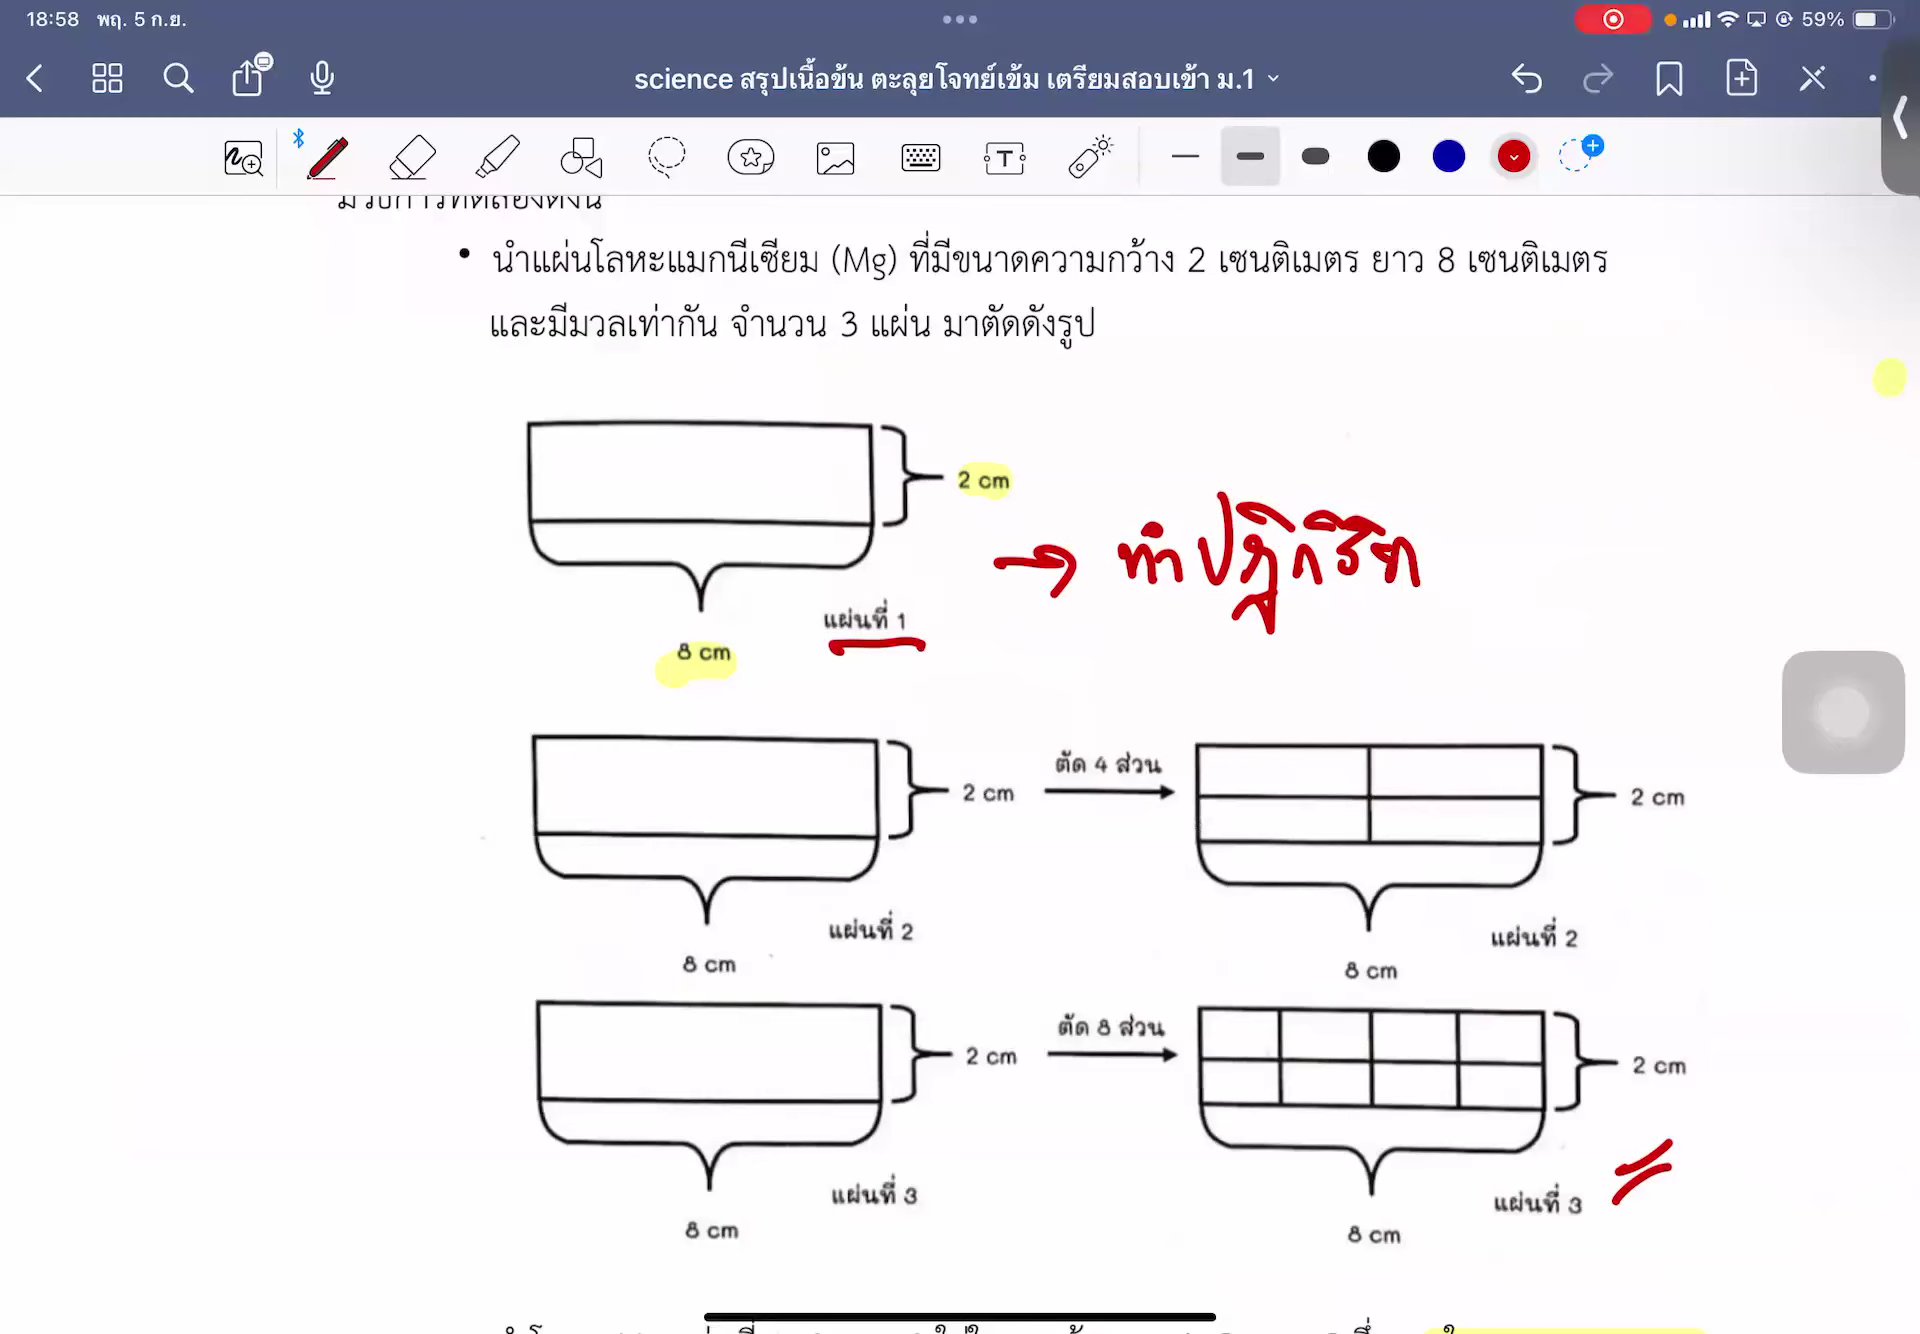 18:58 พฤ. 5 ก.ย.
59%
science สรุปเนื้อข้น ตะลุยโจทย์เข้ม เตรียมสอบเข้า ม.1
• นำแผ่นโลหะแมกนีเซียม (Mg) ที่มีขนาดความกว้าง 2 เซนติเมตร ยาว 8 เซนติเมตร
และมีมวลเท่ากัน จำนวน 3 แผ่น มาตัดดังรูป
2 cm
→ ทำปฏิกิริยา
แผ่นที่ 1
8 cm
2 cm
ตัด 4 ส่วน
2 cm
แผ่นที่ 2
8 cm
แผ่นที่ 2
8 cm
2 cm
ตัด 8 ส่วน
2 cm
แผ่นที่ 3
8 cm
แผ่นที่ 3
8 cm